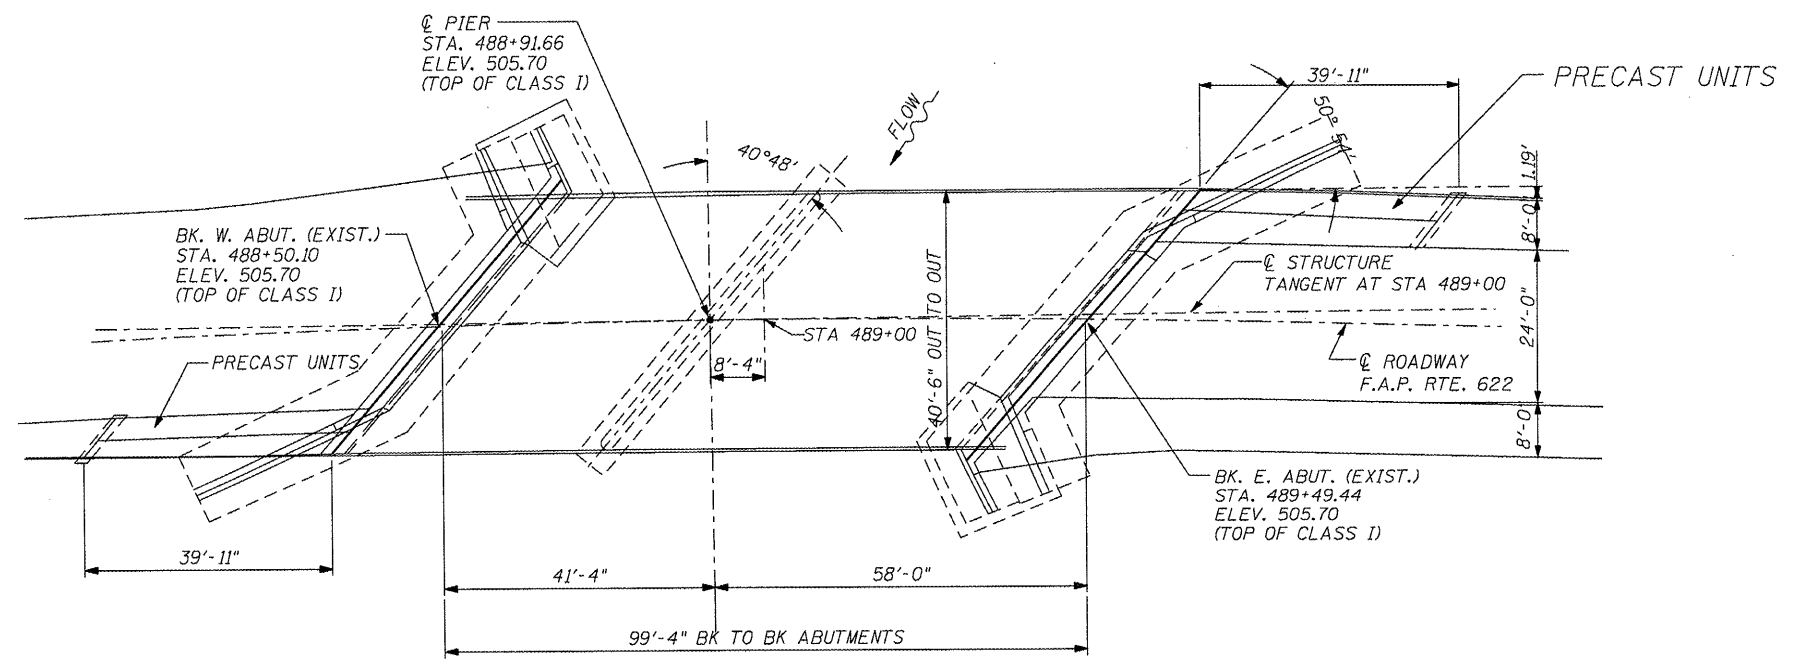 ℄ PIER
STA. 488+91.66
ELEV. 505.70
(TOP OF CLASS I)
FLOW
39'-11"
PRECAST UNITS
40°48'
1.19'
8'-0"
BK. W. ABUT. (EXIST.)
STA. 488+50.10
ELEV. 505.70
(TOP OF CLASS I)
℄ STRUCTURE
TANGENT AT STA 489+00
40'-6" OUT TO OUT
24'-0"
STA 489+00
8'-4"
PRECAST UNITS
℄ ROADWAY
F.A.P. RTE. 622
8'-0"
BK. E. ABUT. (EXIST.)
STA. 489+49.44
ELEV. 505.70
(TOP OF CLASS I)
39'-11"
41'-4"
58'-0"
99'-4" BK TO BK ABUTMENTS